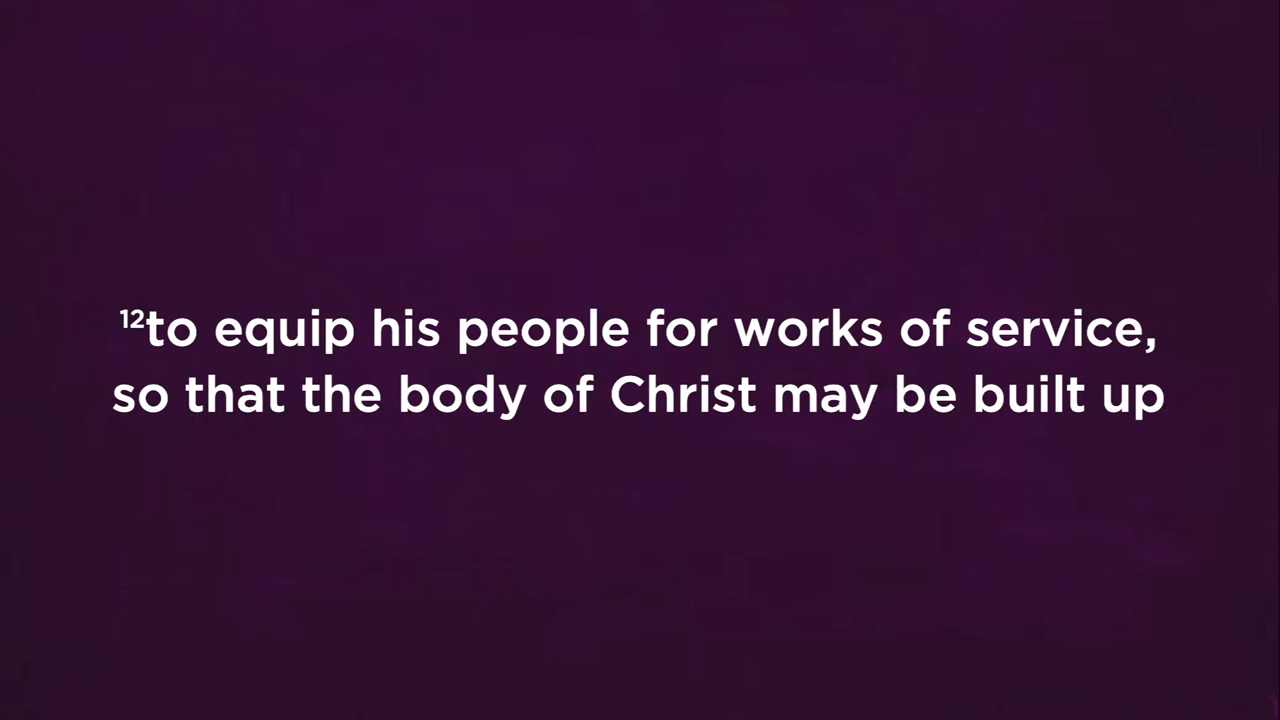 ¹²to equip his people for works of service,
so that the body of Christ may be built up